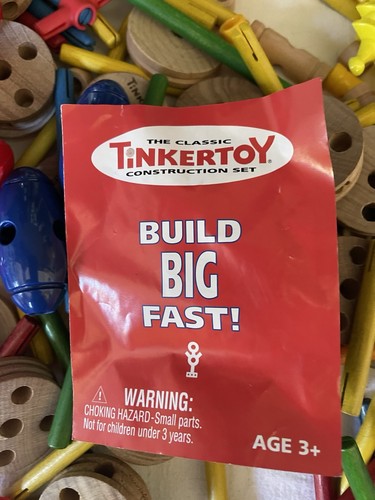 THE CLASSIC
TINKERTOY®
CONSTRUCTION SET
BUILD
BIG
FAST!
WARNING:
CHOKING HAZARD-Small parts.
Not for children under 3 years.
AGE 3+